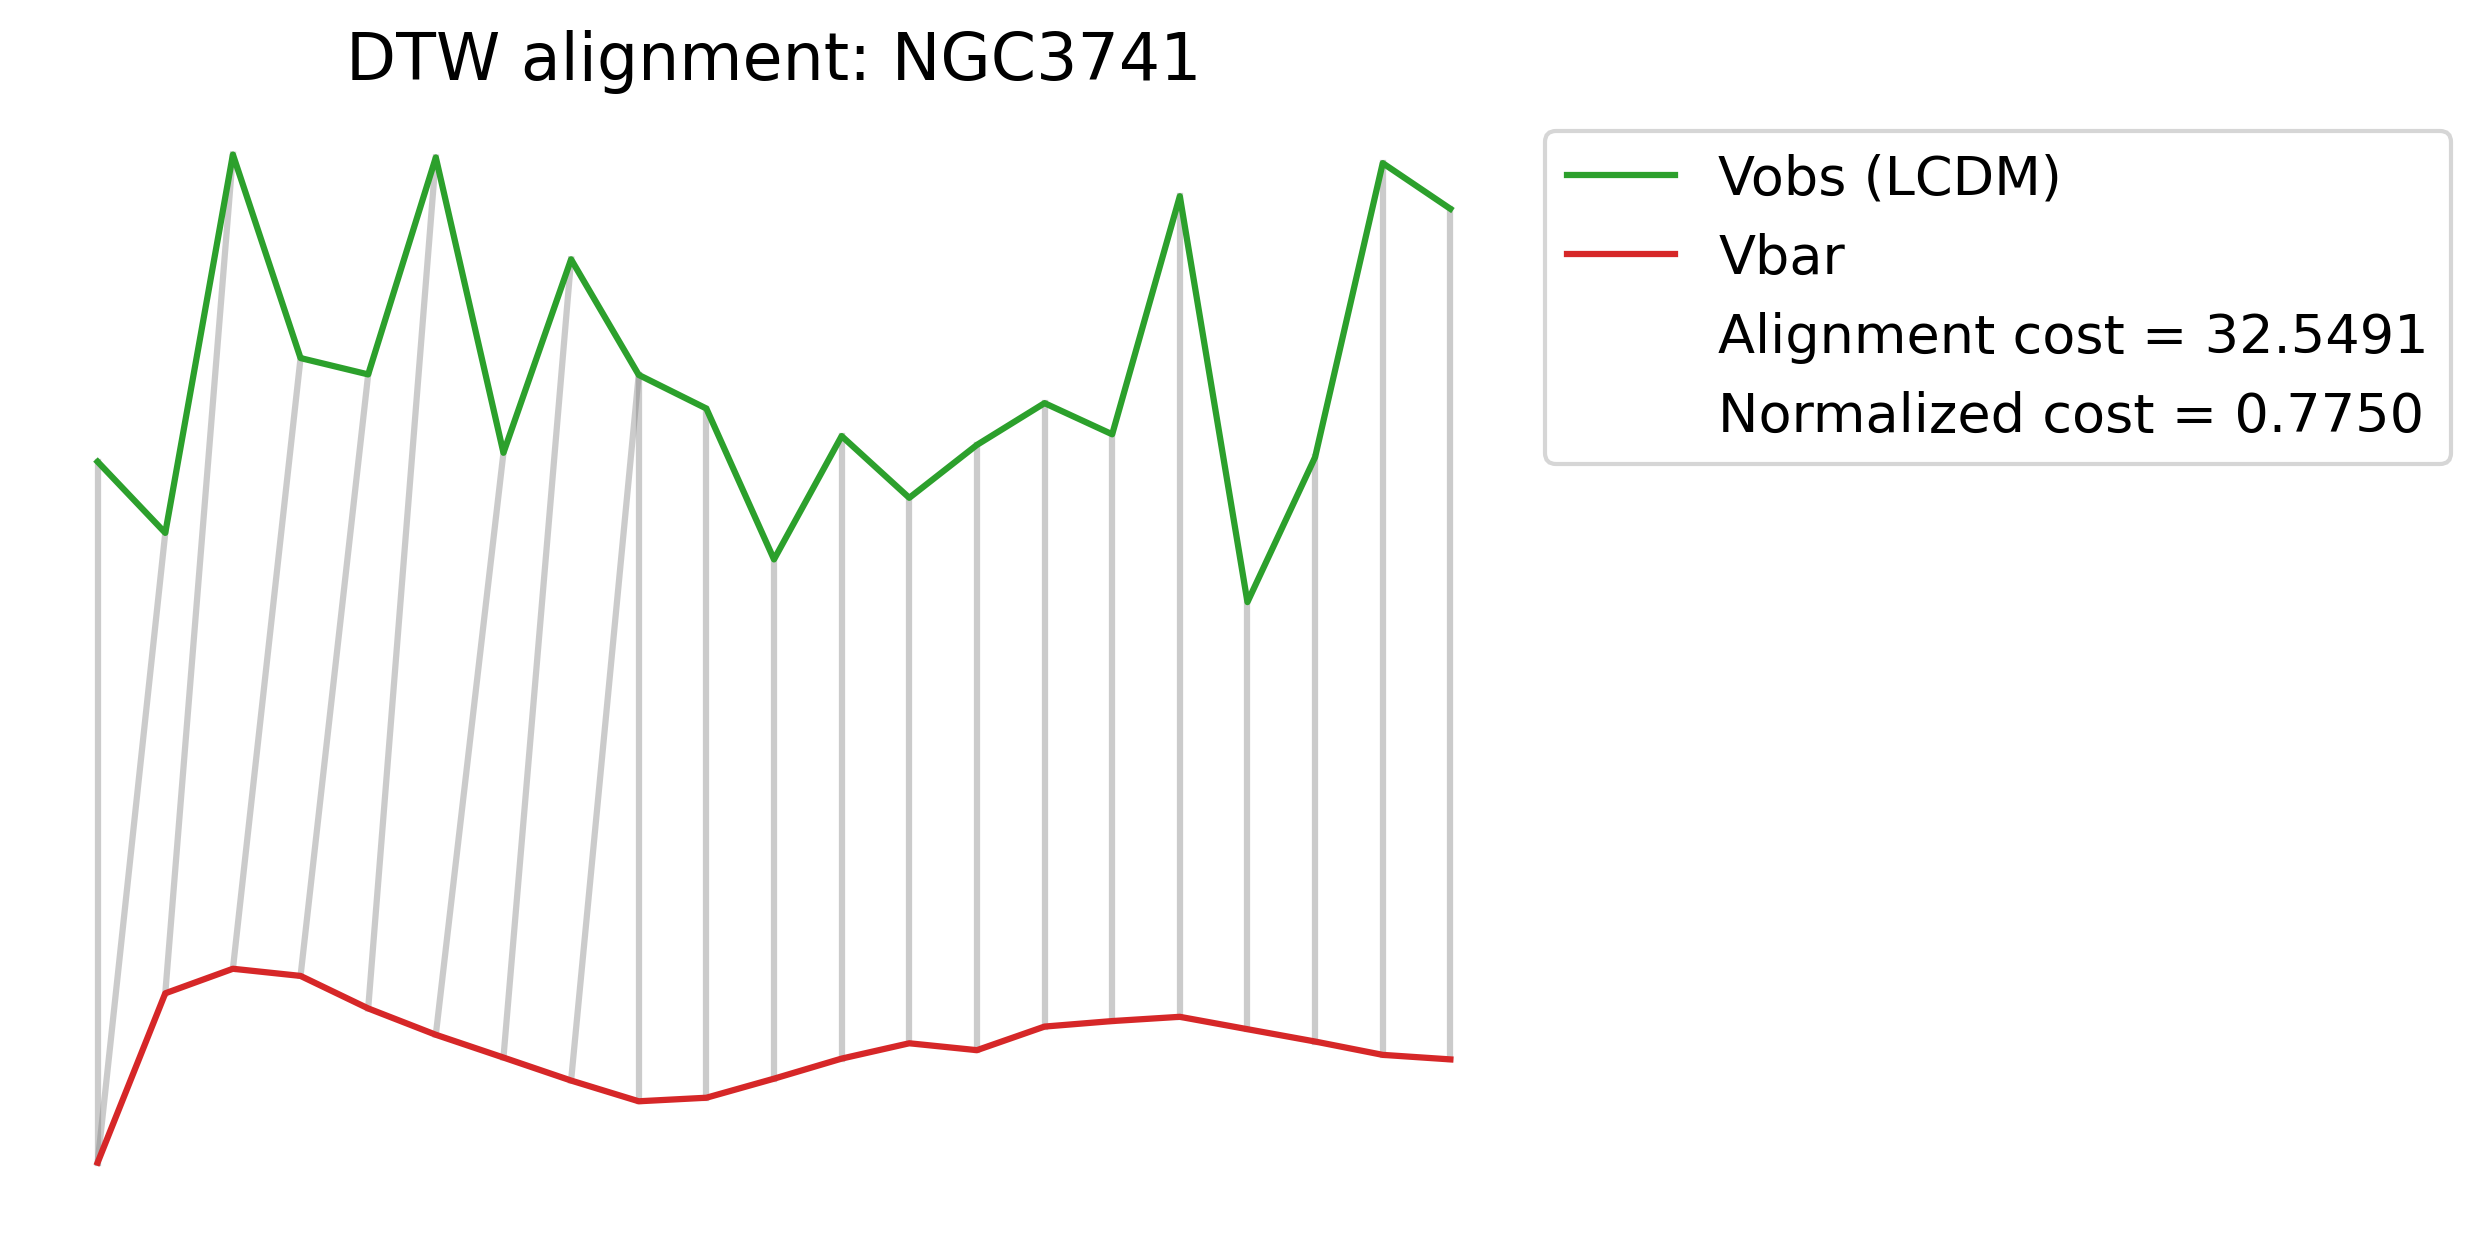 DTW alignment: NGC3741
Vobs (LCDM)
Vbar
Alignment cost = 32.5491
Normalized cost = 0.7750